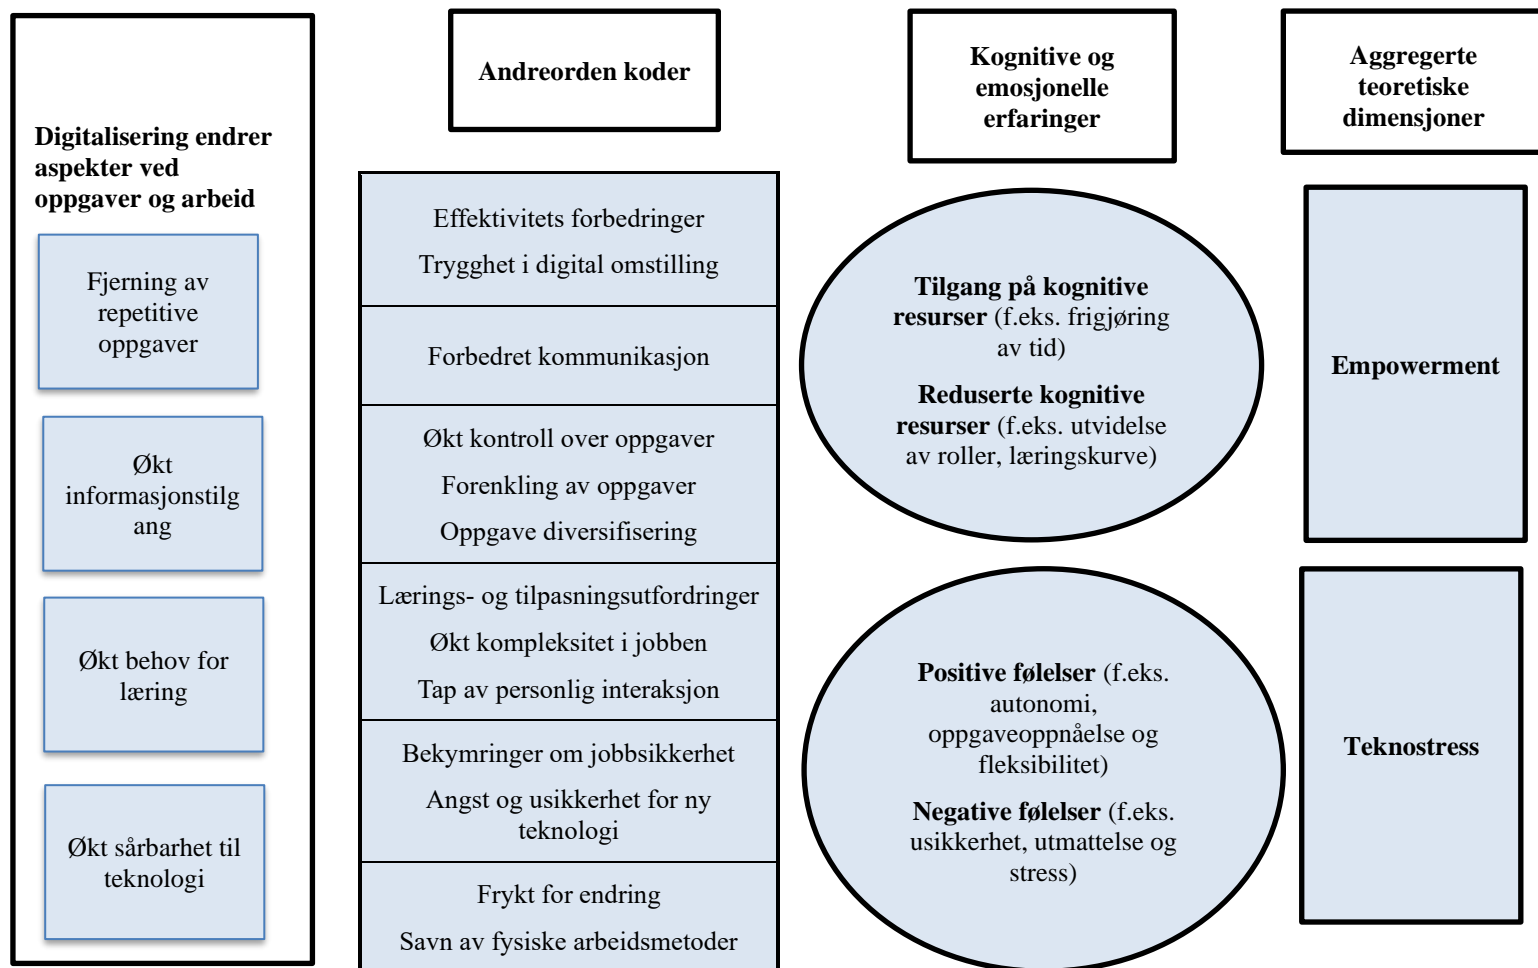 Digitalisering endrer
aspekter ved
oppgaver og arbeid
Fjerning av
repetitive
oppgaver
Økt
informasjonstilg
ang
Økt behov for
læring
Økt sårbarhet til
teknologi
Andreorden koder
Effektivitets forbedringer
Trygghet i digital omstilling
Forbedret kommunikasjon
Økt kontroll over oppgaver
Forenkling av oppgaver
Oppgave diversifisering
Lærings- og tilpasningsutfordringer
Økt kompleksitet i jobben
Tap av personlig interaksjon
Bekymringer om jobbsikkerhet
Angst og usikkerhet for ny
teknologi
Frykt for endring
Savn av fysiske arbeidsmetoder
Kognitive og
emosjonelle
erfaringer
Tilgang på kognitive
resurser (f.eks. frigjøring
av tid)
Reduserte kognitive
resurser (f.eks. utvidelse
av roller, læringskurve)
Positive følelser (f.eks.
autonomi,
oppgaveoppnåelse og
fleksibilitet)
Negative følelser (f.eks.
usikkerhet, utmattelse og
stress)
Aggregerte
teoretiske
dimensjoner
Empowerment
Teknostress